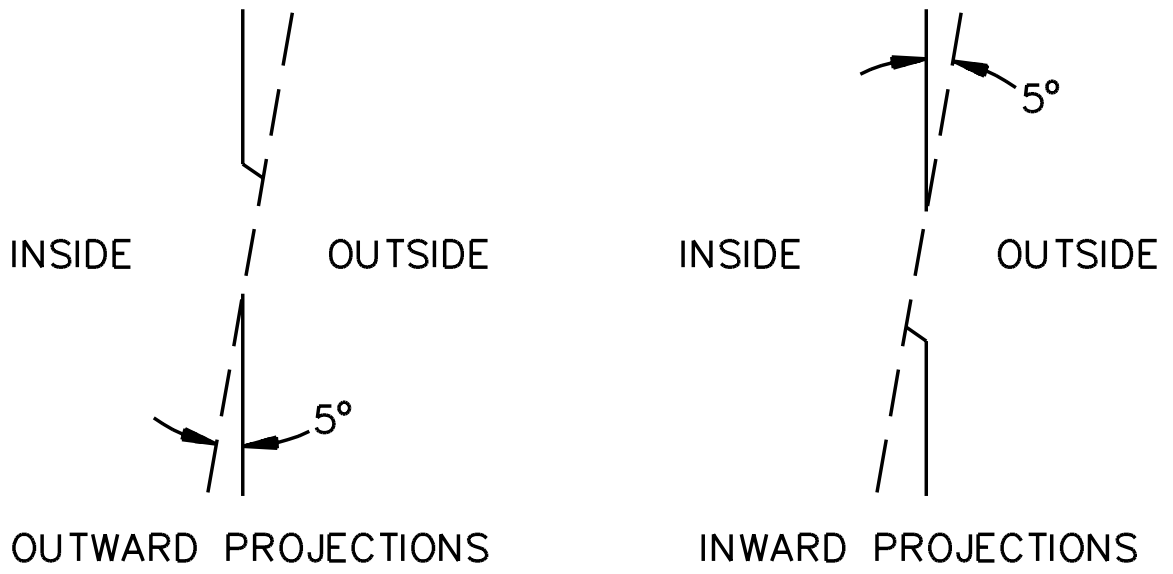 5°
INSIDE OUTSIDE INSIDE OUTSIDE
5°
OUTWARD PROJECTIONS INWARD PROJECTIONS